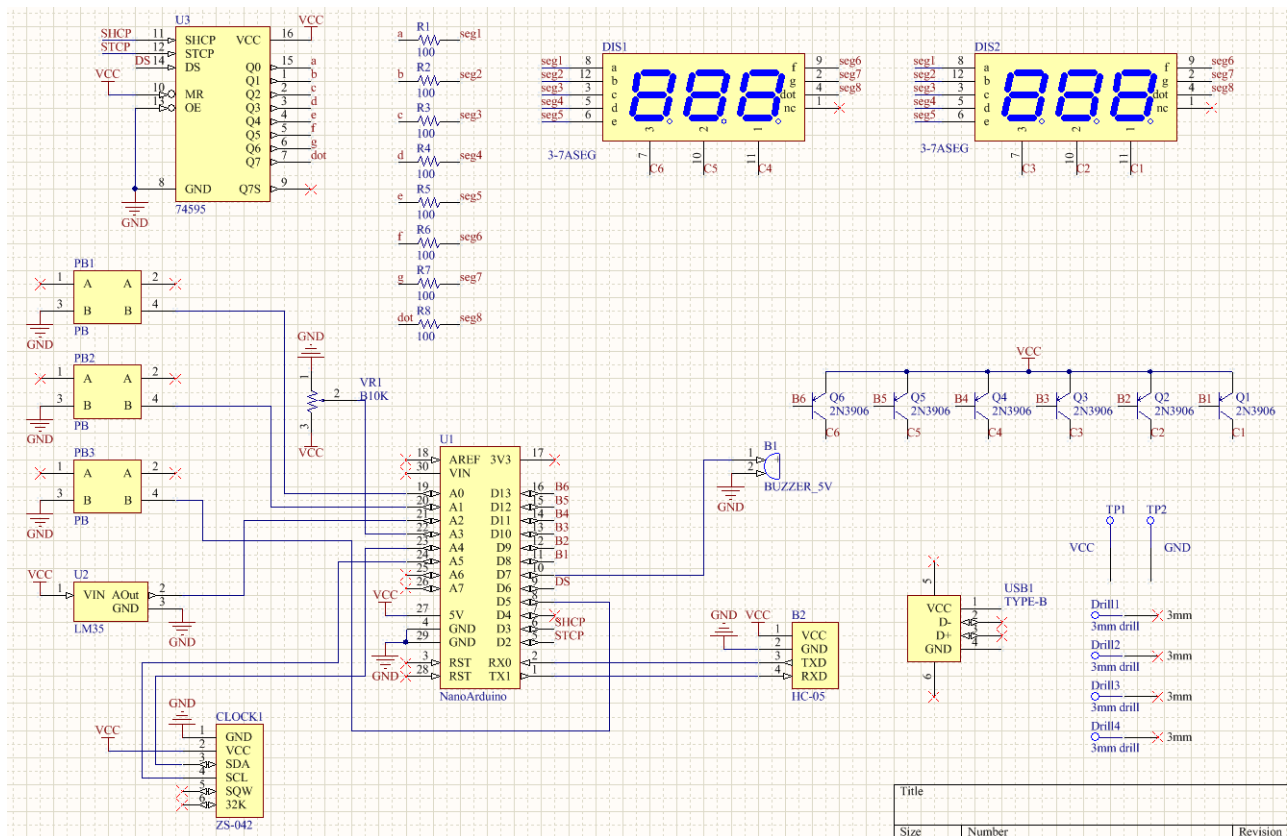 U3
SHCP 11 SHCP VCC 16 VCC
STCP 12 STCP
DS 14 DS Q0 15 a
Q1 1 b
VCC Q2 2 c
10 MR Q3 3 d
13 OE Q4 4 e
Q5 5 f
Q6 6 g
Q7 7 dot
8 GND Q7S 9
GND
74595
a R1 seg1
100
b R2 seg2
100
c R3 seg3
100
d R4 seg4
100
e R5 seg5
100
f R6 seg6
100
g R7 seg7
100
dot R8 seg8
100
DIS1
seg1 8 a f 9 seg6
seg2 12 b g 2 seg7
seg3 3 c dot 4 seg8
seg4 5 d nc 1
seg5 6 e
3 2 1
3-7ASEG
7 10 11
C6 C5 C4
DIS2
seg1 8 a f 9 seg6
seg2 12 b g 2 seg7
seg3 3 c dot 4 seg8
seg4 5 d nc 1
seg5 6 e
3 2 1
3-7ASEG
7 10 11
C3 C2 C1
PB1
1 A A 2
3 B B 4
GND
PB
PB2
1 A A 2
3 B B 4
GND
PB
PB3
1 A A 2
3 B B 4
GND
PB
GND
1
VR1
2 B10K
3
VCC
U2
VCC
1 VIN AOut 2
GND 3
LM35
GND
U1
18 AREF 3V3 17
30 VIN
19 A0 D13 16 B6
20 A1 D12 15 B5
21 A2 D11 14 B4
22 A3 D10 13 B3
23 A4 D9 12 B2
24 A5 D8 11 B1
25 A6 D7 10
26 A7 D6 9 DS
VCC D5 8
27 5V D4 7
4 GND D3 6 SHCP
29 GND D2 5 STCP
3 RST RX0 2
GND
28 RST TX1 1
NanoArduino
CLOCK1
GND
1 GND
VCC
2 VCC
3 SDA
4 SCL
5 SQW
6 32K
ZS-042
B1
1
2
GND
BUZZER_5V
B2
VCC
GND
1 VCC
2 GND
3 TXD
4 RXD
HC-05
VCC
B6 Q6 B5 Q5 B4 Q4 B3 Q3 B2 Q2 B1 Q1
2N3906 2N3906 2N3906 2N3906 2N3906 2N3906
C6 C5 C4 C3 C2 C1
TP1 TP2
VCC GND
5
USB1
TYPE-B
VCC 1
D- 2
D+ 3
GND 4
6
Drill1
3mm
3mm drill
Drill2
3mm
3mm drill
Drill3
3mm
3mm drill
Drill4
3mm
3mm drill
Title
Size Number Revision